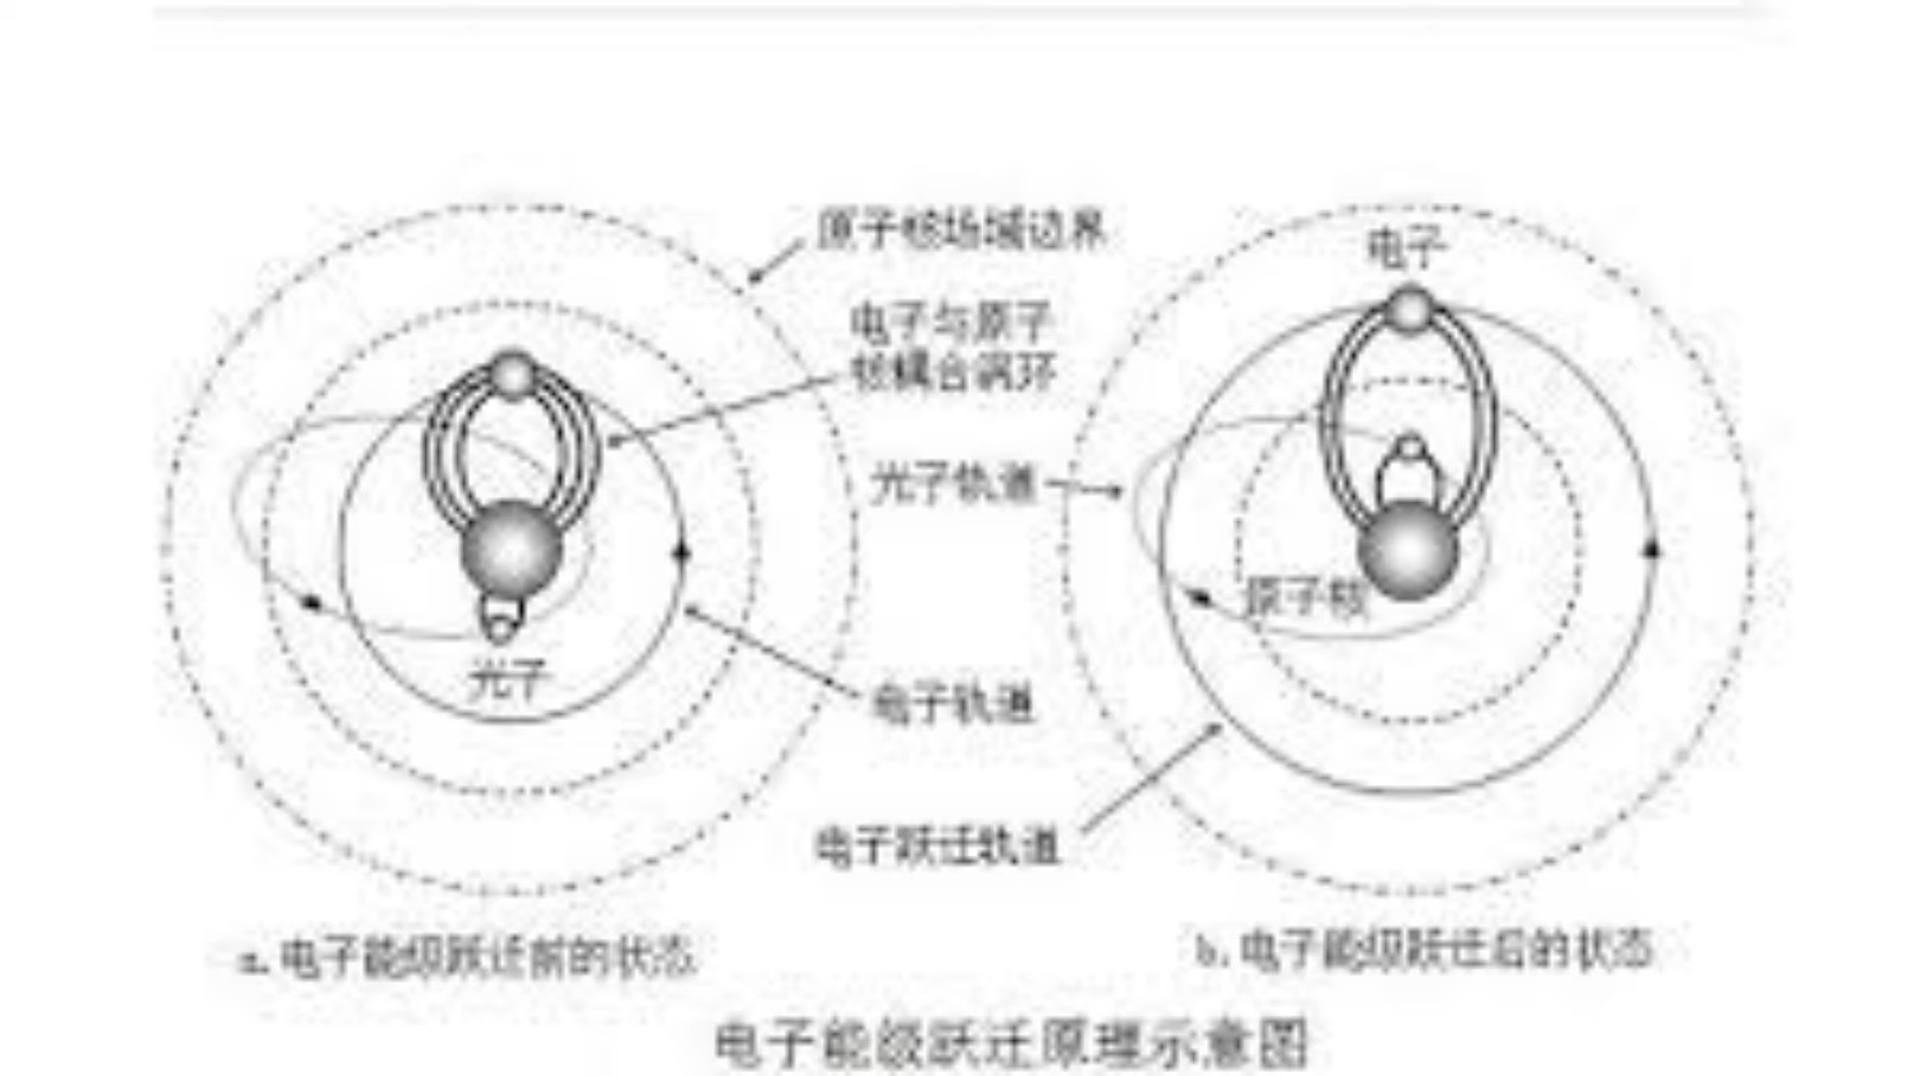 原子核场域边界
电子
电子与原子
核耦合涡环
光子轨道
原子核
光子
电子轨道
电子跃迁轨道
a.电子能级跃迁前的状态
b.电子能级跃迁后的状态
电子能级跃迁原理示意图